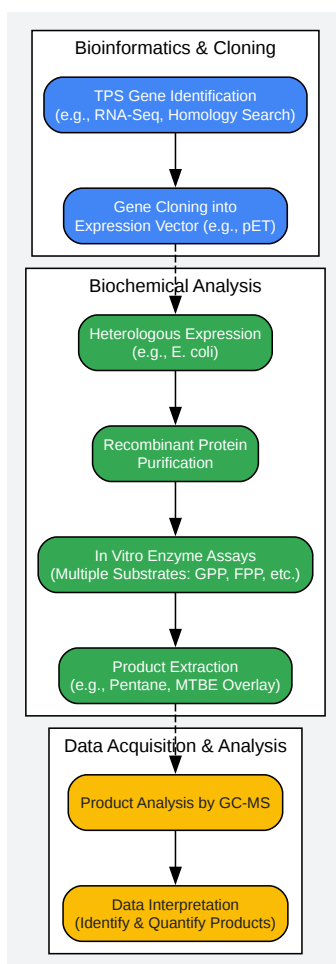 Bioinformatics & Cloning
TPS Gene Identification
(e.g., RNA-Seq, Homology Search)
Gene Cloning into
Expression Vector (e.g., pET)
Biochemical Analysis
Heterologous Expression
(e.g., E. coli)
Recombinant Protein
Purification
In Vitro Enzyme Assays
(Multiple Substrates: GPP, FPP, etc.)
Product Extraction
(e.g., Pentane, MTBE Overlay)
Data Acquisition & Analysis
Product Analysis by GC-MS
Data Interpretation
(Identify & Quantify Products)